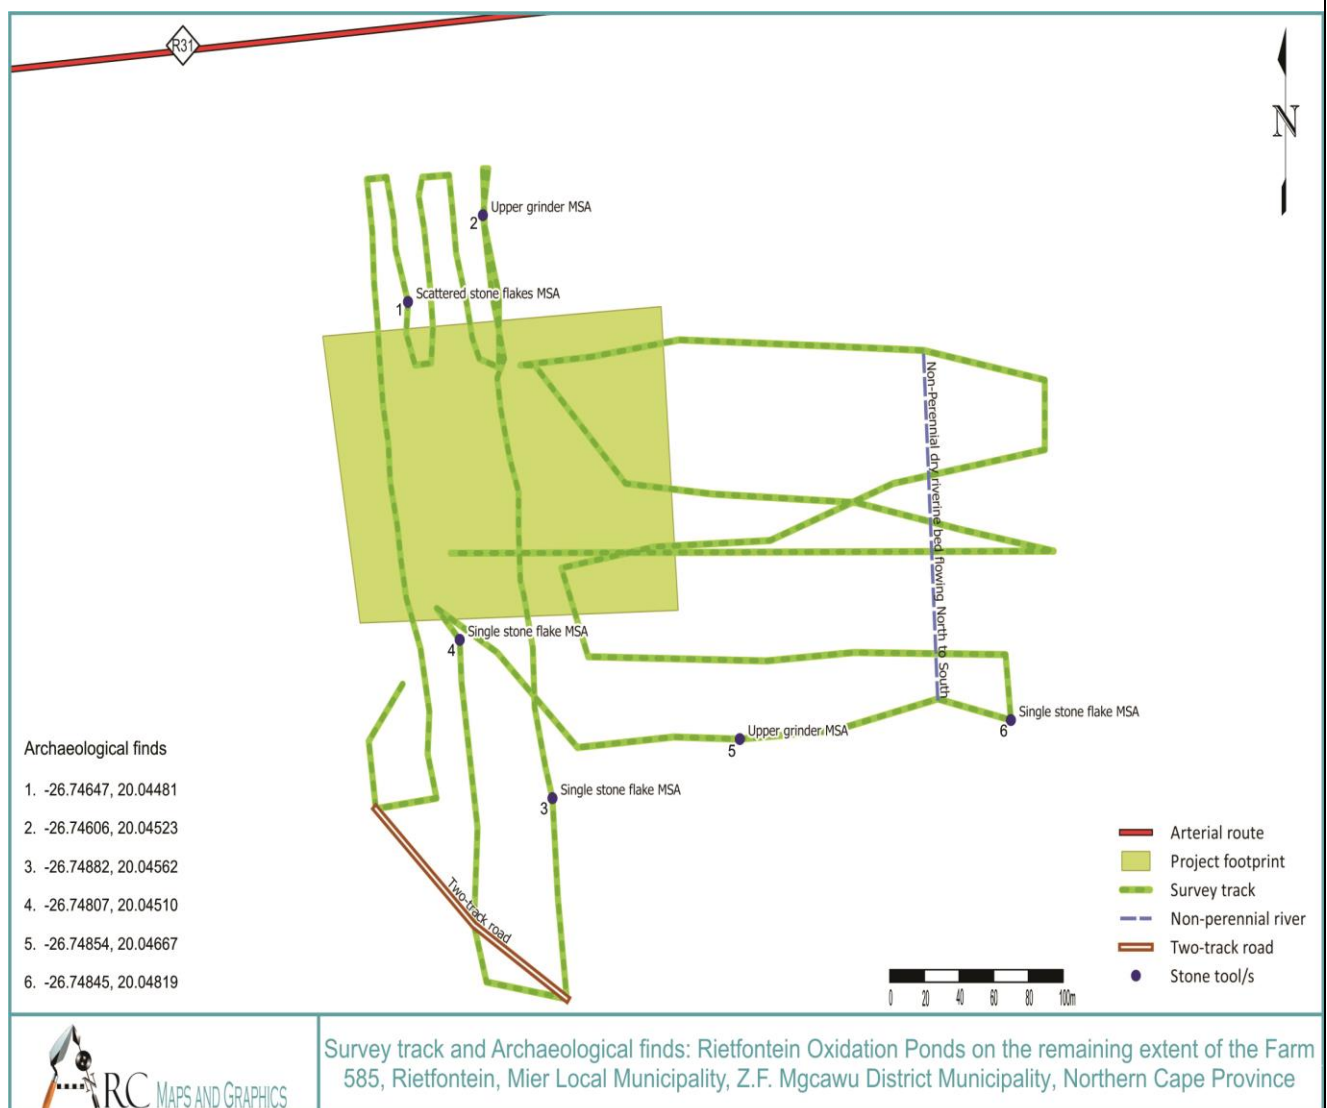 R31
N
Upper grinder MSA
2
Scattered stone flakes MSA
1
Non-Perennial dry riverine bed flowing North to South
Single stone flake MSA
4
Single stone flake MSA
6
Upper grinder MSA
5
Single stone flake MSA
3
Two-track road
Archaeological finds
1. -26.74647, 20.04481
2. -26.74606, 20.04523
3. -26.74882, 20.04562
4. -26.74807, 20.04510
5. -26.74854, 20.04667
6. -26.74845, 20.04819
Arterial route
Project footprint
Survey track
Non-perennial river
Two-track road
Stone tool/s
0 20 40 60 80 100m
ARC MAPS AND GRAPHICS
Survey track and Archaeological finds: Rietfontein Oxidation Ponds on the remaining extent of the Farm
585, Rietfontein, Mier Local Municipality, Z.F. Mgcawu District Municipality, Northern Cape Province